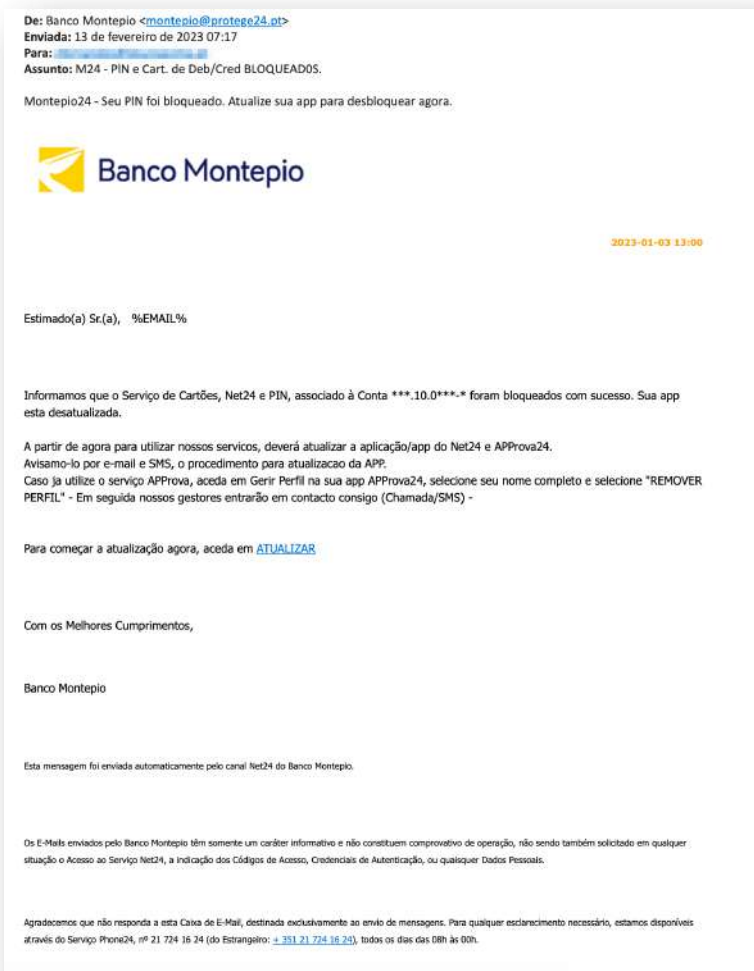 De: Banco Montepio <montepio@protege24.pt>
Enviada: 13 de fevereiro de 2023 07:17
Para:
Assunto: M24 - PIN e Cart. de Deb/Cred BLOQUEAD0S.
Montepio24 - Seu PIN foi bloqueado. Atualize sua app para desbloquear agora.
Banco Montepio
2023-01-03 13:00
Estimado(a) Sr.(a), %EMAIL%
Informamos que o Serviço de Cartões, Net24 e PIN, associado à Conta ***.10.0***-* foram bloqueados com sucesso. Sua app
esta desatualizada.
A partir de agora para utilizar nossos servicos, deverá atualizar a aplicação/app do Net24 e APProva24.
Avisamo-lo por e-mail e SMS, o procedimento para atualizacao da APP.
Caso ja utilize o serviço APProva, aceda em Gerir Perfil na sua app APProva24, selecione seu nome completo e selecione "REMOVER
PERFIL" - Em seguida nossos gestores entrarão em contacto consigo (Chamada/SMS) -
Para começar a atualização agora, aceda em ATUALIZAR
Com os Melhores Cumprimentos,
Banco Montepio
Esta mensagem foi enviada automaticamente pelo canal Net24 do Banco Montepio.
Os E-Mails enviados pelo Banco Montepio têm somente um caráter informativo e não constituem comprovativo de operação, não sendo também solicitado em qualquer
situação o Acesso ao Serviço Net24, a indicação dos Códigos de Acesso, Credenciais de Autenticação, ou quaisquer Dados Pessoais.
Agradecemos que não responda a esta Caixa de E-Mail, destinada exclusivamente ao envio de mensagens. Para qualquer esclarecimento necessário, estamos disponíveis
através do Serviço Phone24, nº 21 724 16 24 (do Estrangeiro: + 351 21 724 16 24), todos os dias das 08h às 00h.